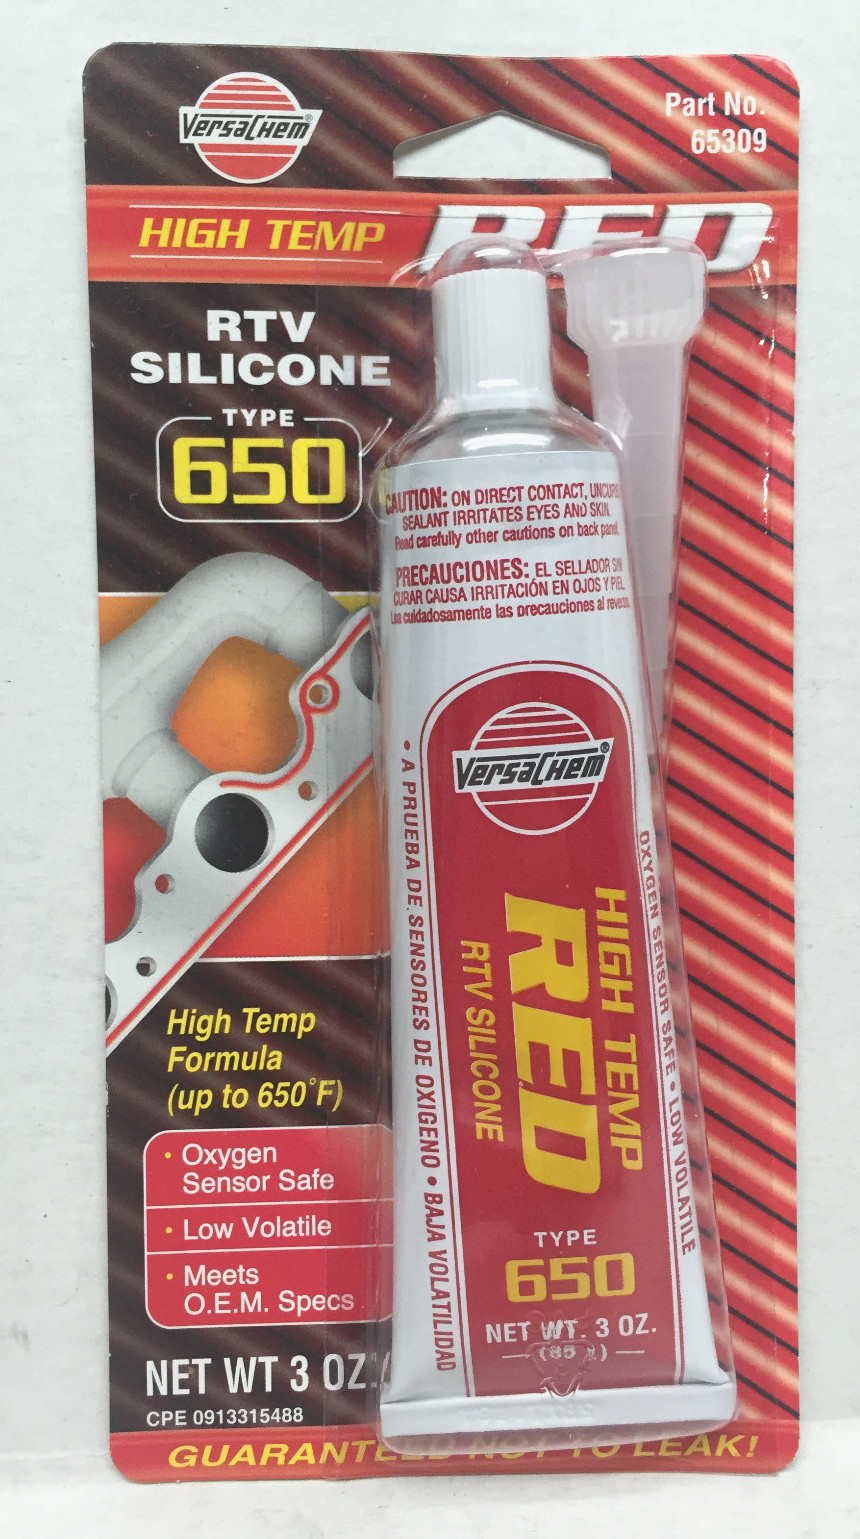 VersaChem®
Part No.
65309
HIGH TEMP RED
RTV
SILICONE
TYPE
650
High Temp
Formula
(up to 650°F)
• Oxygen
Sensor Safe
• Low Volatile
• Meets
O.E.M. Specs
NET WT 3 OZ.
CPE 0913315488
GUARANTEED NOT TO LEAK!
CAUTION: ON DIRECT CONTACT, UNCURED
SEALANT IRRITATES EYES AND SKIN.
Read carefully other cautions on back panel.
PRECAUCIONES: EL SELLADOR SIN
CURAR CAUSA IRRITACIÓN EN OJOS Y PIEL.
Lea cuidadosamente las precauciones al reverso.
VersaChem®
• A PRUEBA DE SENSORES DE OXIGENO • BAJA VOLATILIDAD
HIGH TEMP
RED
RTV SILICONE
OXYGEN SENSOR SAFE • LOW VOLATILE
TYPE
650
NET WT. 3 OZ.